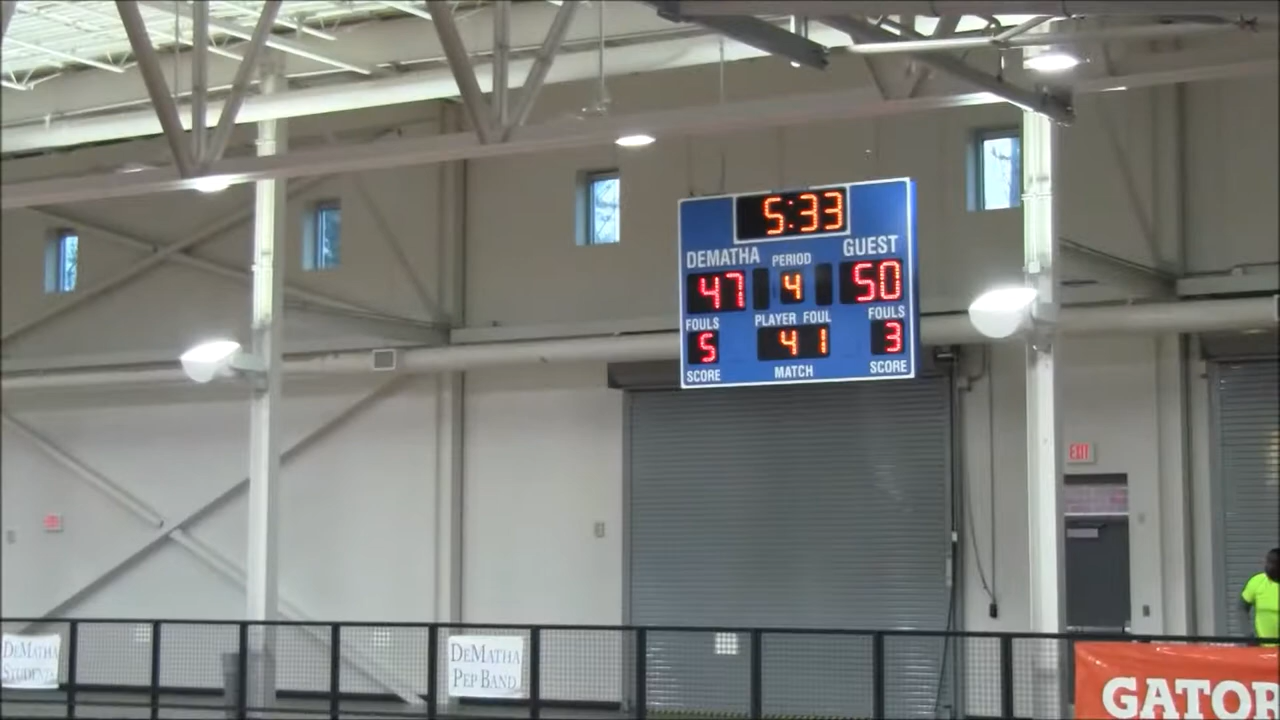 5:33
DEMATHA PERIOD GUEST
47 4 50
FOULS PLAYER FOUL FOULS
5 41 3
SCORE MATCH SCORE
EXIT
DEMATHA
STUDENT
DEMATHA
PEP BAND
GATOR